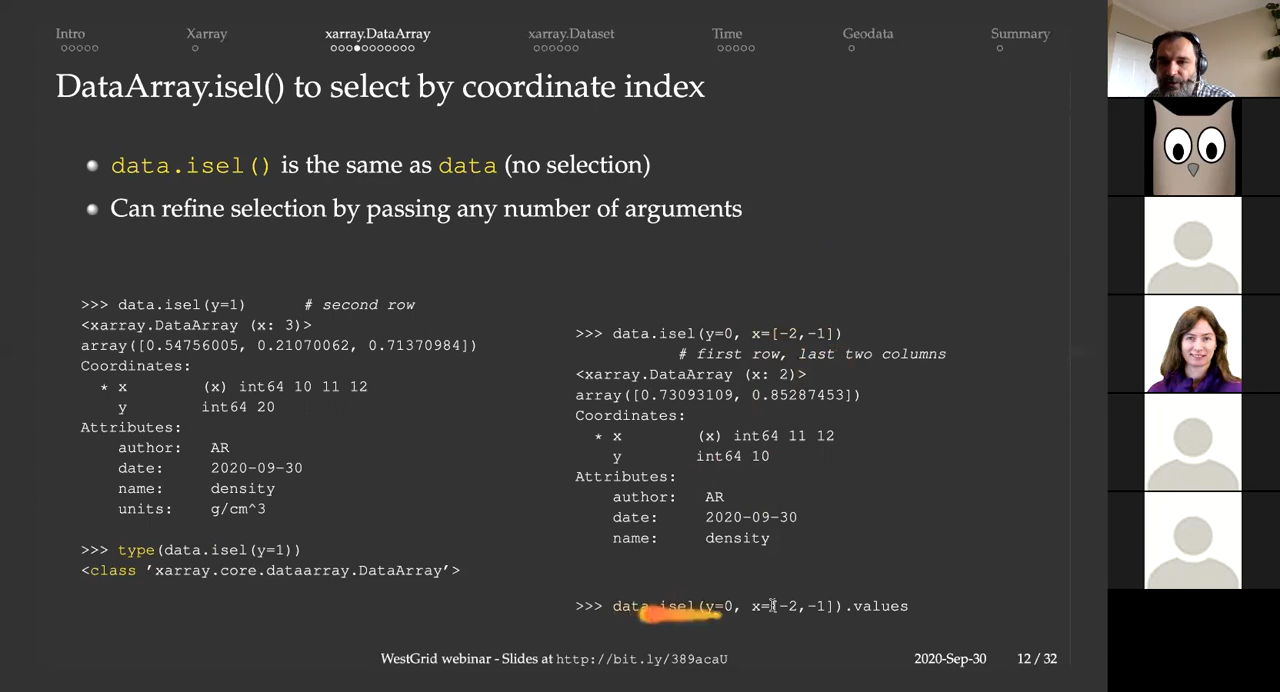 Intro Xarray xarray.DataArray xarray.Dataset Time Geodata Summary
DataArray.isel() to select by coordinate index
data.isel() is the same as data (no selection)
Can refine selection by passing any number of arguments
>>> data.isel(y=1) # second row
<xarray.DataArray (x: 3)>
array([0.54756005, 0.21070062, 0.71370984])
Coordinates:
* x (x) int64 10 11 12
y int64 20
Attributes:
author: AR
date: 2020-09-30
name: density
units: g/cm^3
>>> type(data.isel(y=1))
<class ’xarray.core.dataarray.DataArray’>
>>> data.isel(y=0, x=[-2,-1])
# first row, last two columns
<xarray.DataArray (x: 2)>
array([0.73093109, 0.85287453])
Coordinates:
* x (x) int64 11 12
y int64 10
Attributes:
author: AR
date: 2020-09-30
name: density
>>> data.isel(y=0, x=[-2,-1]).values
WestGrid webinar - Slides at http://bit.ly/389acaU 2020-Sep-30 12 / 32